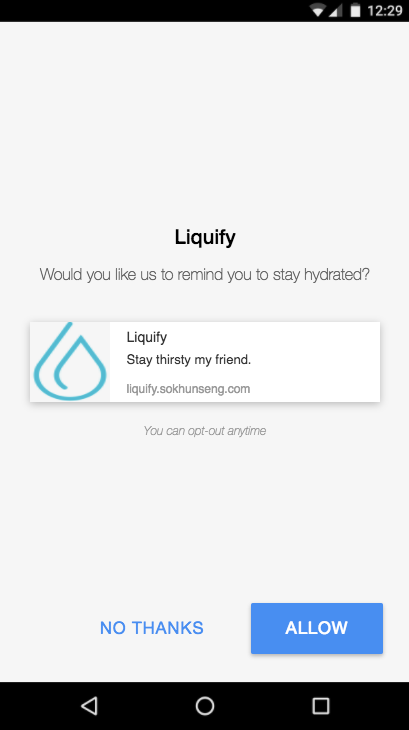 12:29
Liquify
Would you like us to remind you to stay hydrated?
Liquify
Stay thirsty my friend.
liquify.sokhunseng.com
You can opt-out anytime
NO THANKS
ALLOW